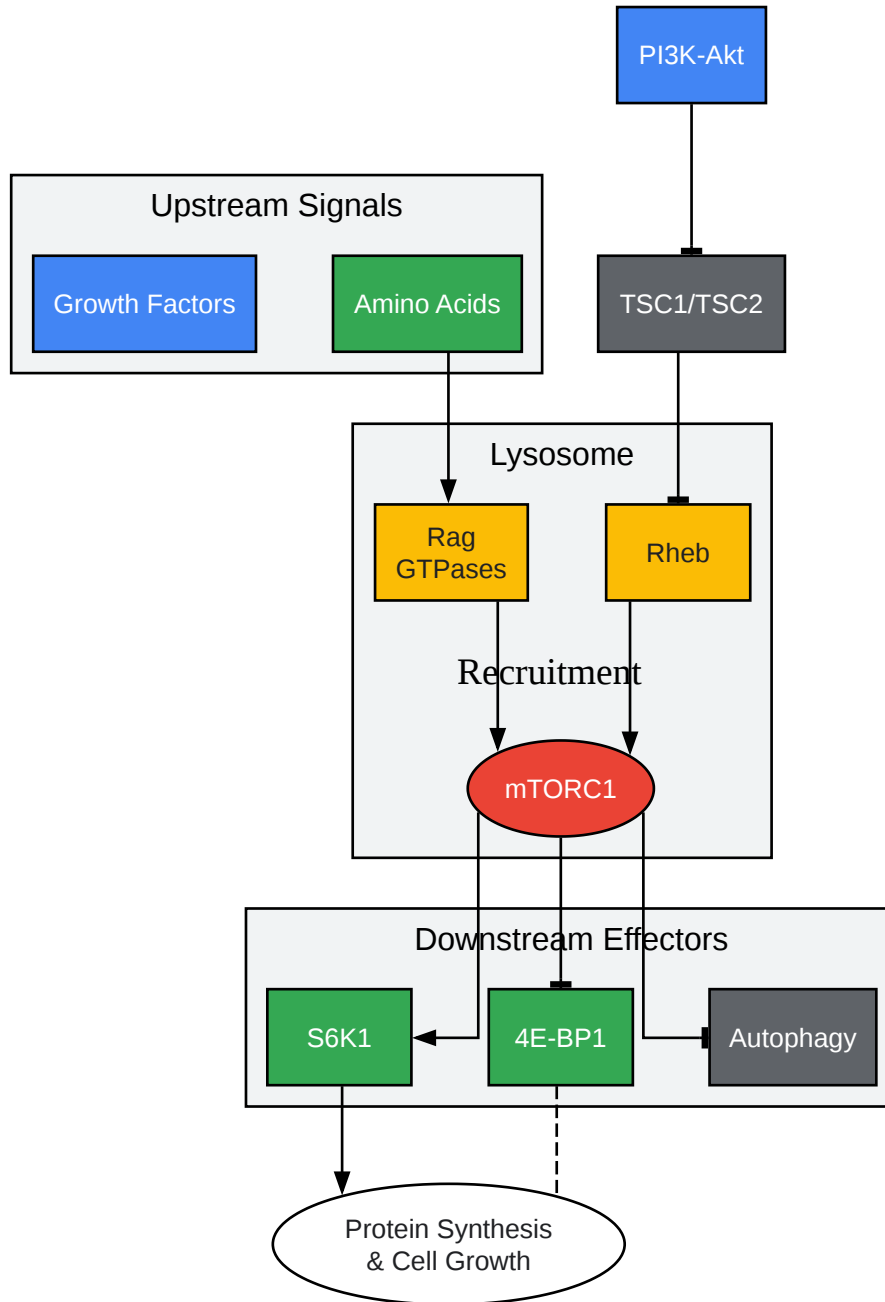 PI3K-Akt
Upstream Signals
Growth Factors
Amino Acids
TSC1/TSC2
Lysosome
Rag
GTPases
Rheb
Recruitment
mTORC1
Downstream Effectors
S6K1
4E-BP1
Autophagy
Protein Synthesis
& Cell Growth